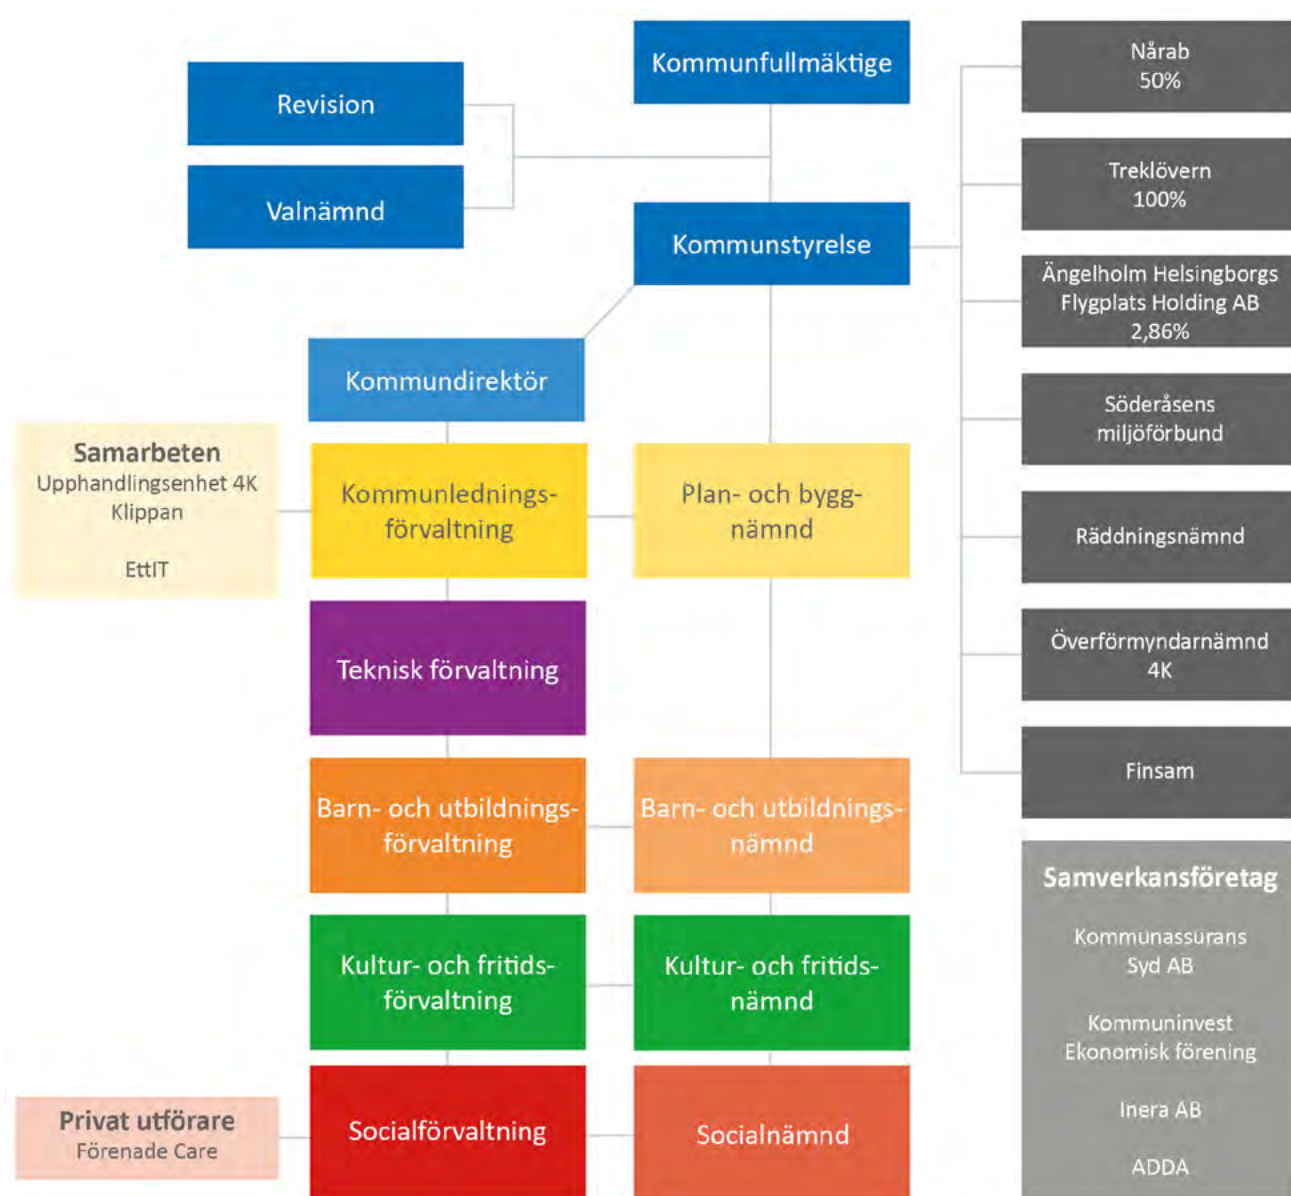 Kommunfullmäktige
Revision
Valnämnd
Kommunstyrelse
Kommundirektör
Samarbeten
Upphandlingsenhet 4K
Klippan
EttIT
Kommunlednings-
förvaltning
Plan- och bygg-
nämnd
Teknisk förvaltning
Barn- och utbildnings-
förvaltning
Barn- och utbildnings-
nämnd
Kultur- och fritids-
förvaltning
Kultur- och fritids-
nämnd
Privat utförare
Förenade Care
Socialförvaltning
Socialnämnd
Nårab
50%
Treklövern
100%
Ängelholm Helsingborgs
Flygplats Holding AB
2,86%
Söderåsens
miljöförbund
Räddningsnämnd
Överförmyndarnämnd
4K
Finsam
Samverkansföretag
Kommunassurans
Syd AB
Kommuninvest
Ekonomisk förening
Inera AB
ADDA